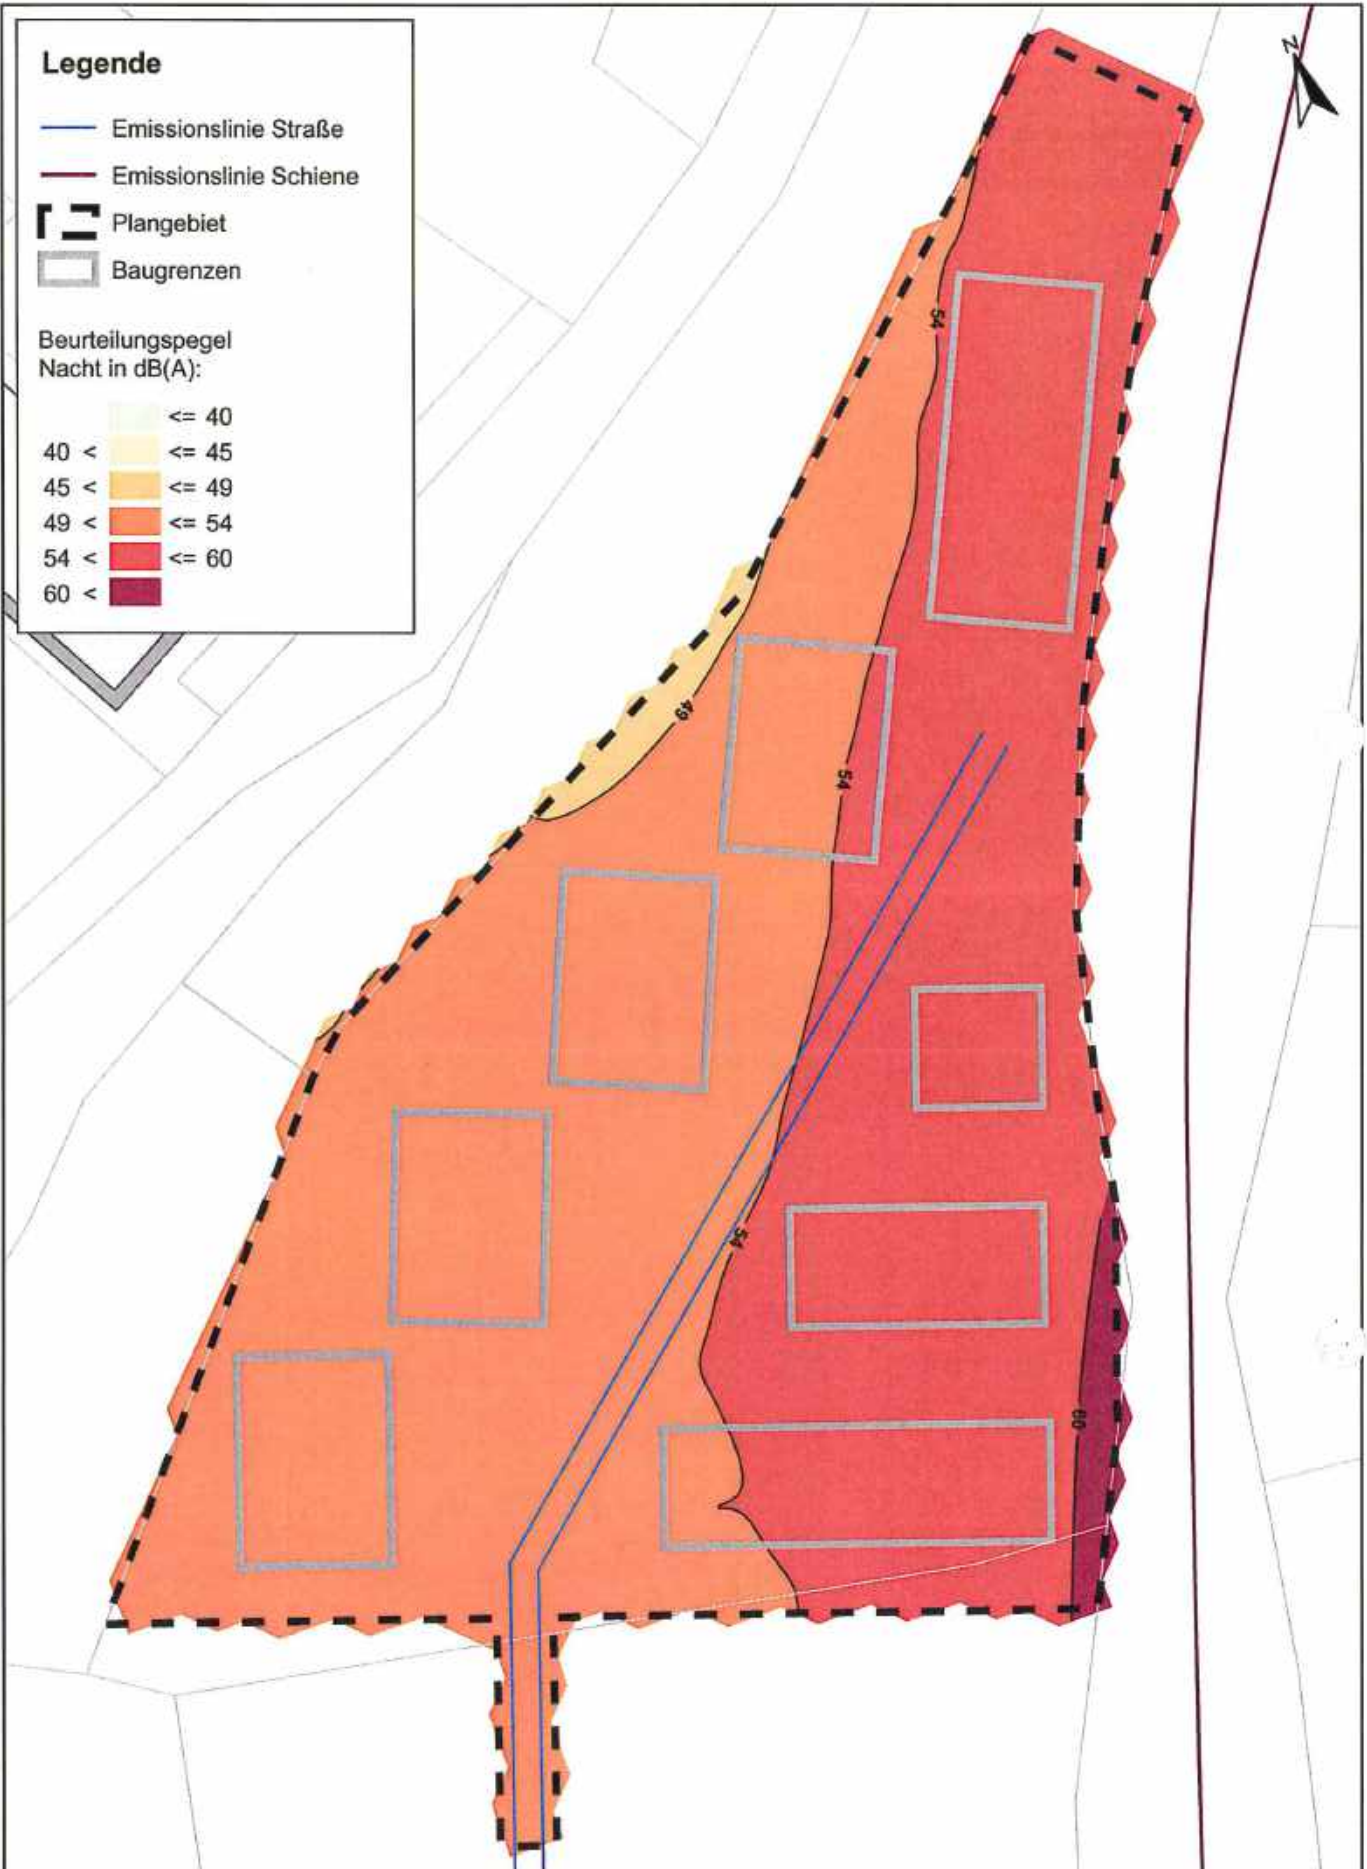 Legende
Emissionslinie Straße
Emissionslinie Schiene
Plangebiet
Baugrenzen
Beurteilungspegel
Nacht in dB(A):
<= 40
40 < <= 45
45 < <= 49
49 < <= 54
54 < <= 60
60 <
N
54
49
54
54
60